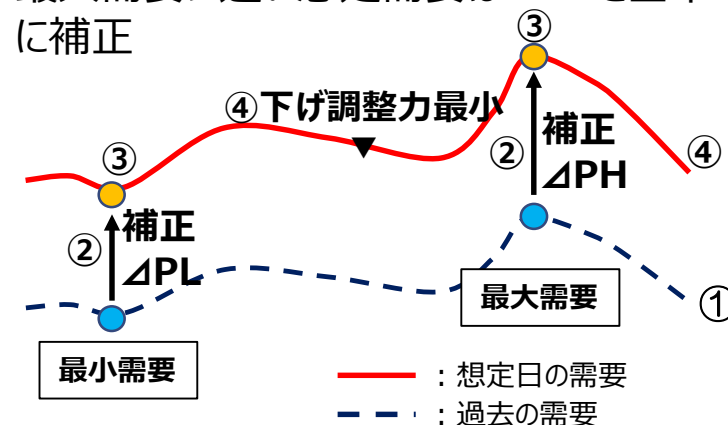 に補正
③
④下げ調整力最小
補正
②
④
③
⊿PH
補正
②
⊿PL
最大需要
①
最小需要
：想定日の需要
：過去の需要